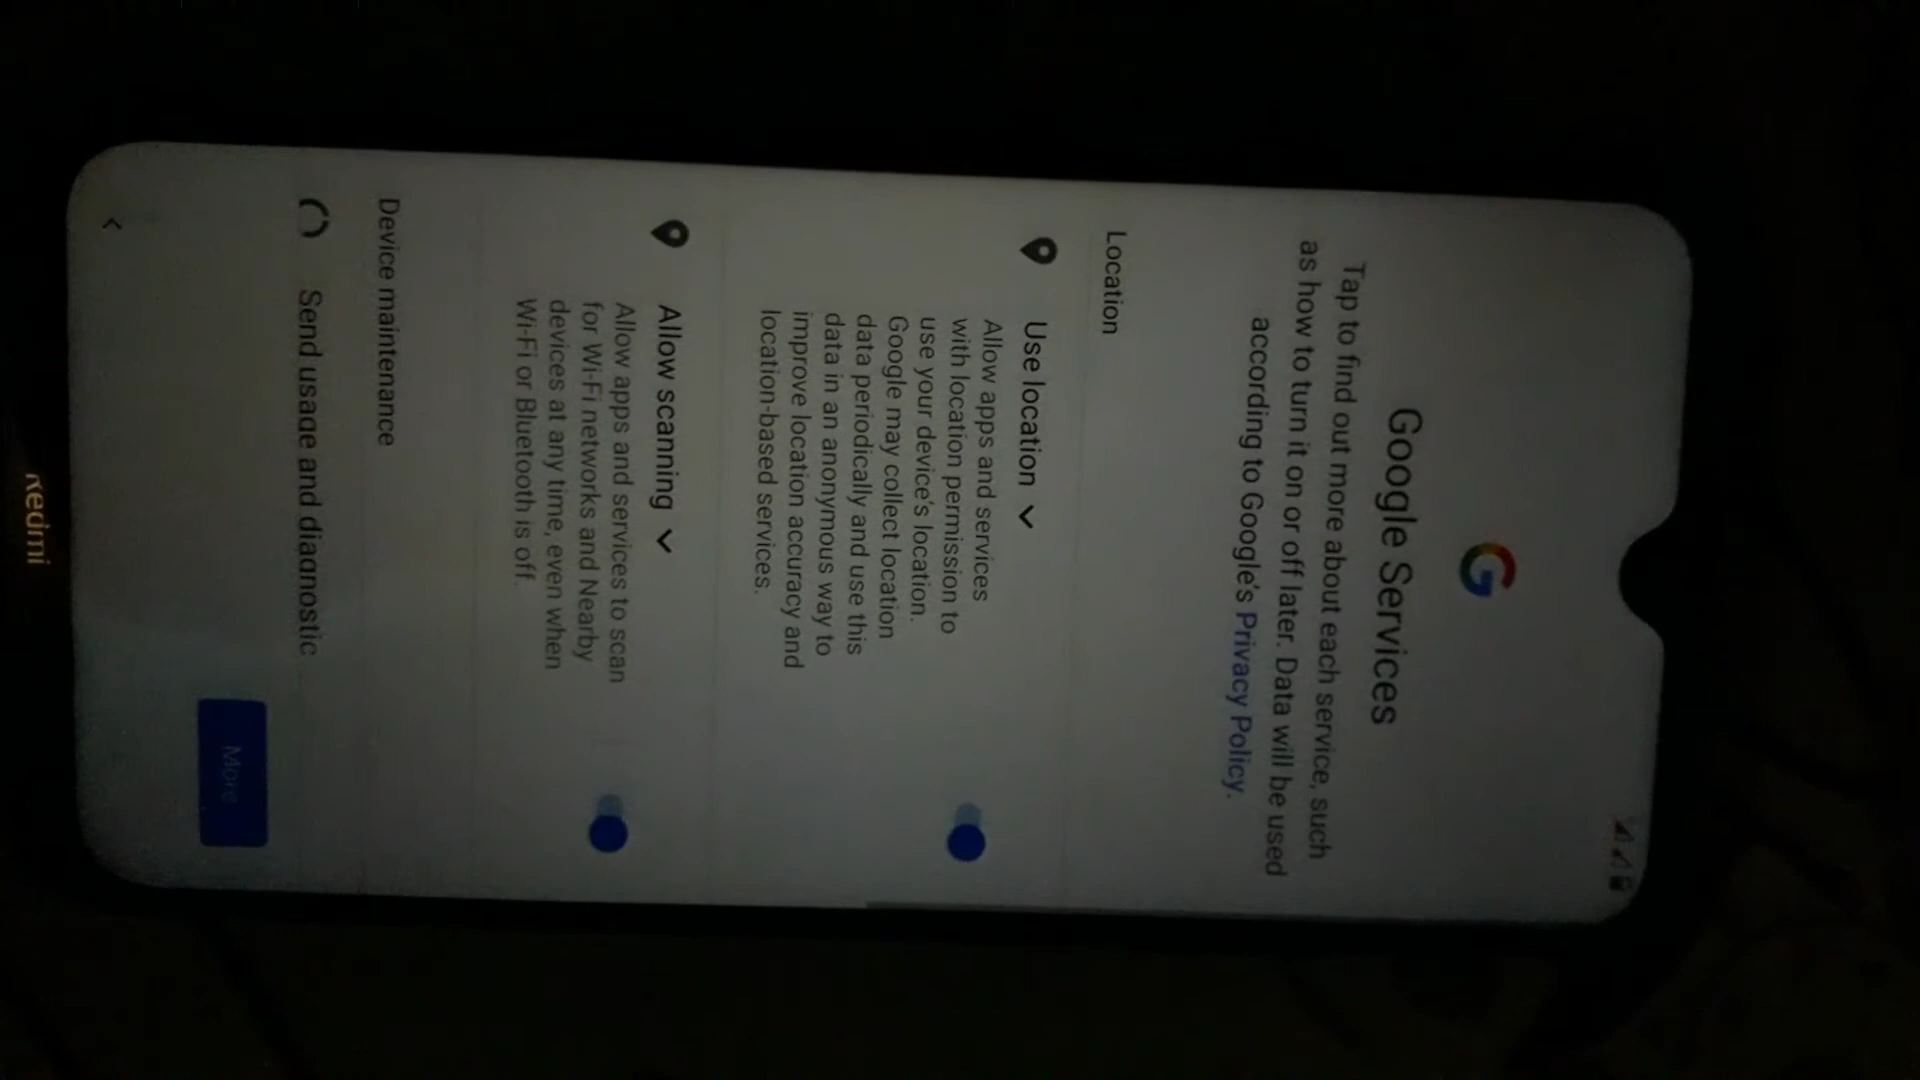 Google Services
Tap to find out more about each service, such
as how to turn it on or off later. Data will be used
according to Google's Privacy Policy.
Location
Use location
Allow apps and services
with location permission to
use your device's location.
Google may collect location
data periodically and use this
data in an anonymous way to
improve location accuracy and
location-based services.
Allow scanning
Allow apps and services to scan
for Wi-Fi networks and Nearby
devices at any time, even when
Wi-Fi or Bluetooth is off.
Device maintenance
Send usage and diagnostic
More
Redmi